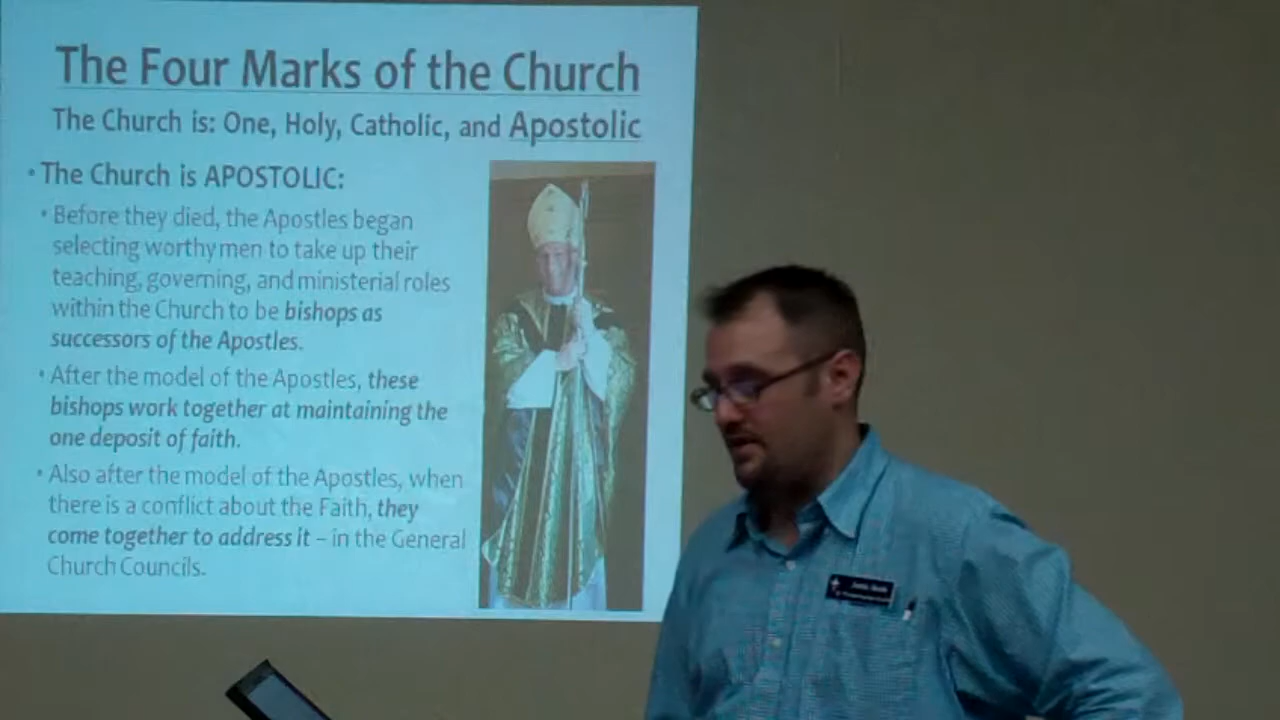 The Four Marks of the Church
The Church is: One, Holy, Catholic, and Apostolic
• The Church is APOSTOLIC:
• Before they died, the Apostles began
selecting worthy men to take up their
teaching, governing, and ministerial roles
within the Church to be bishops as
successors of the Apostles.
• After the model of the Apostles, these
bishops work together at maintaining the
one deposit of faith.
• Also after the model of the Apostles, when
there is a conflict about the Faith, they
come together to address it – in the General
Church Councils.